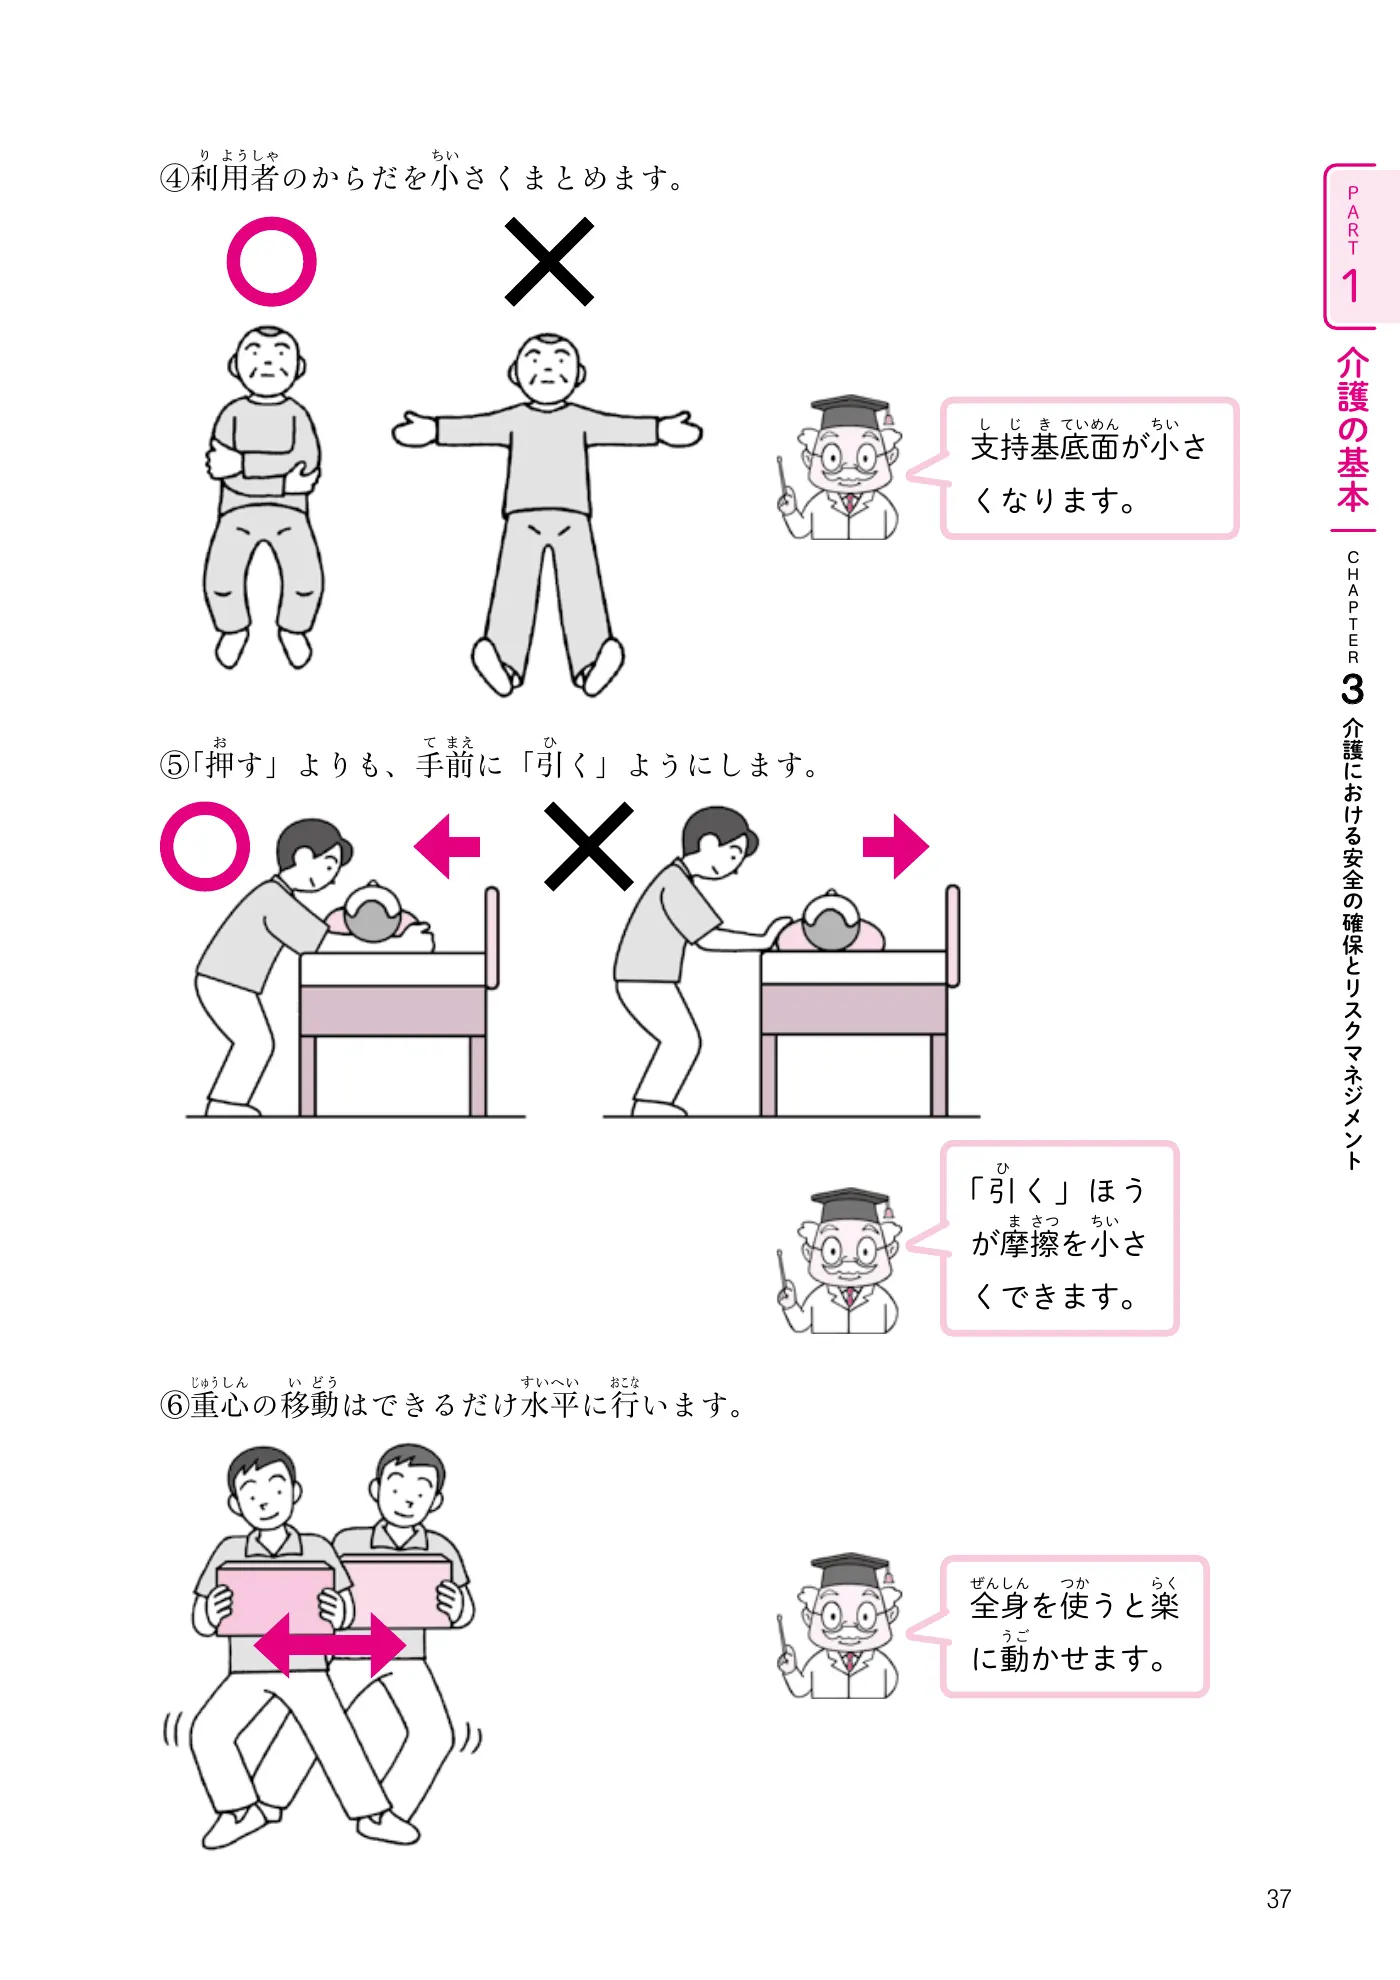 ④利用者のからだを小さくまとめます。
支持基底面が小さ
くなります。
⑤「押す」よりも、手前に「引く」ようにします。
「引く」ほう
が摩擦を小さ
くできます。
⑥重心の移動はできるだけ水平に行います。
全身を使うと楽
に動かせます。
PART
1
介護の基本
CHAPTER
3
介護における安全の確保とリスクマネジメント
37